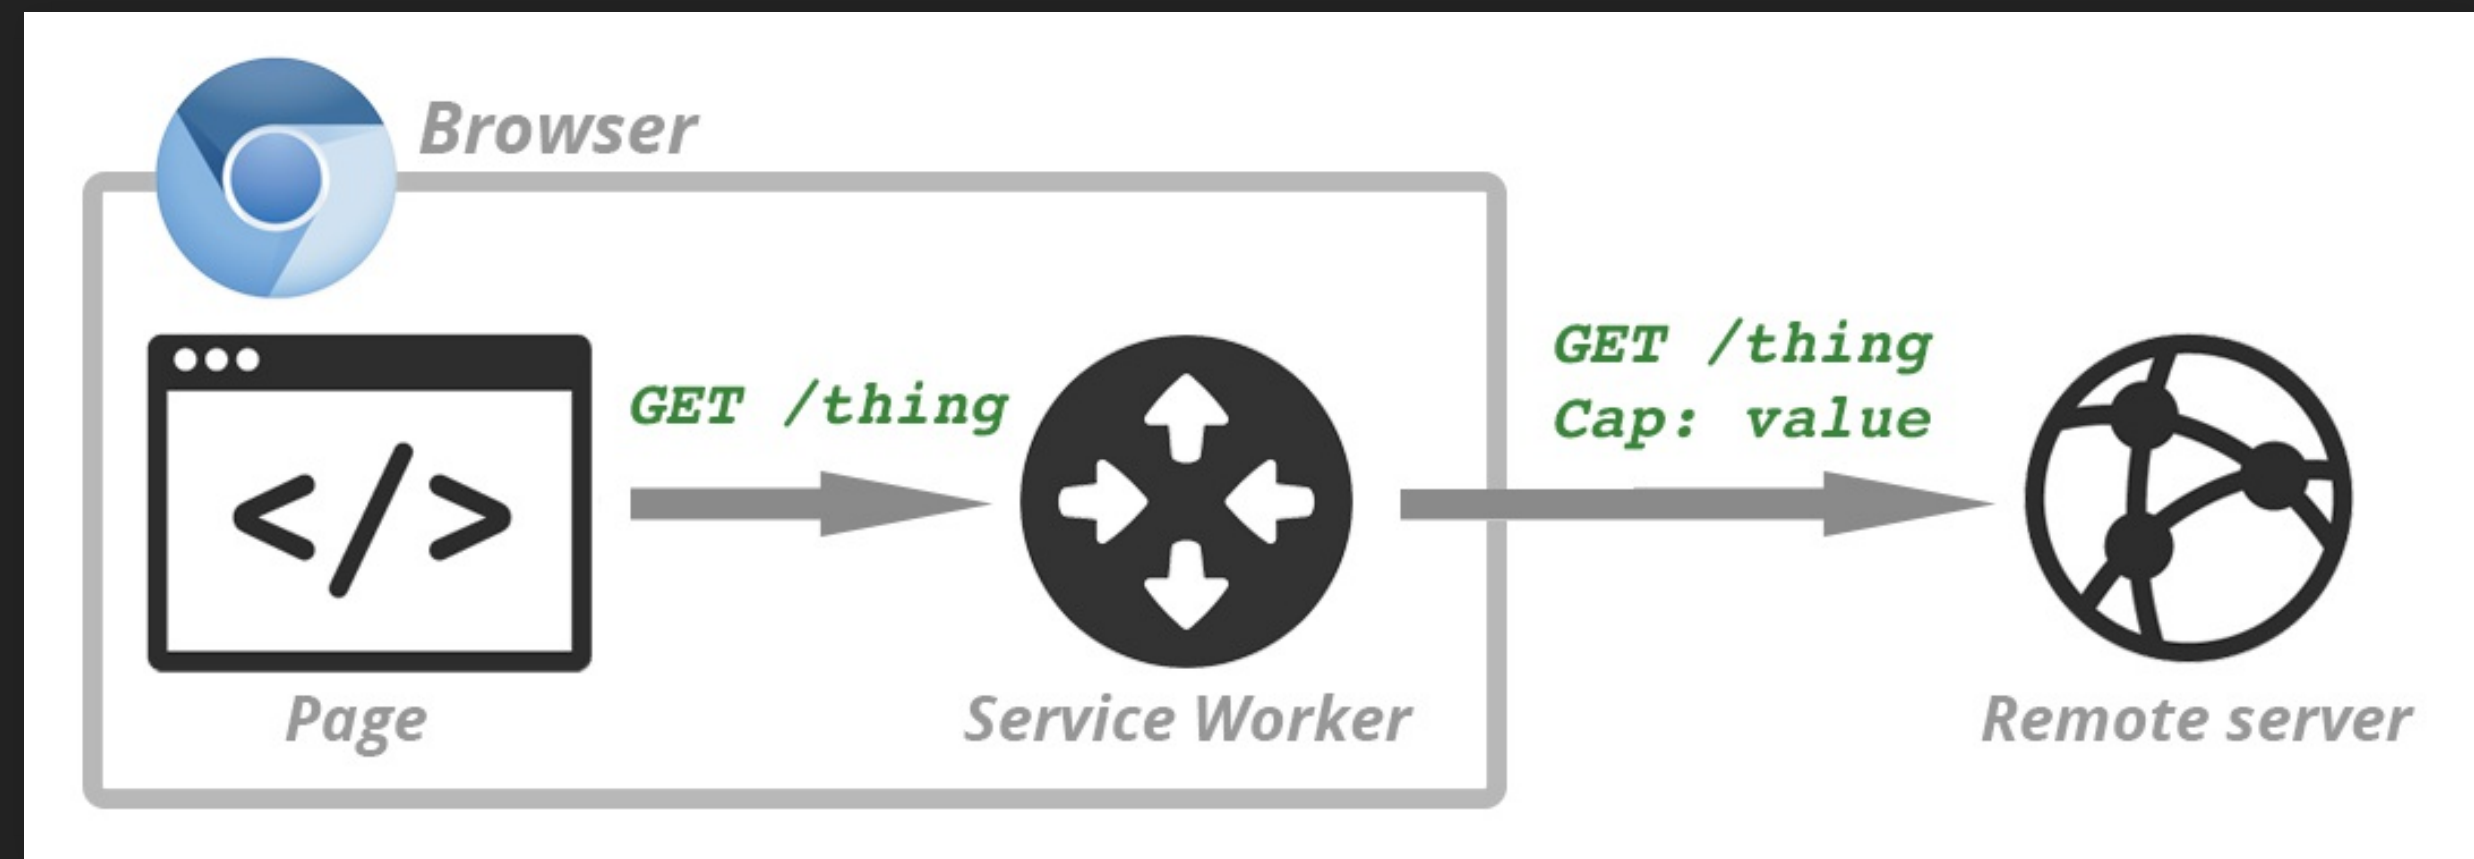 Browser
GET /thing
GET /thing
Cap: value
</>
Page
Service Worker
Remote server